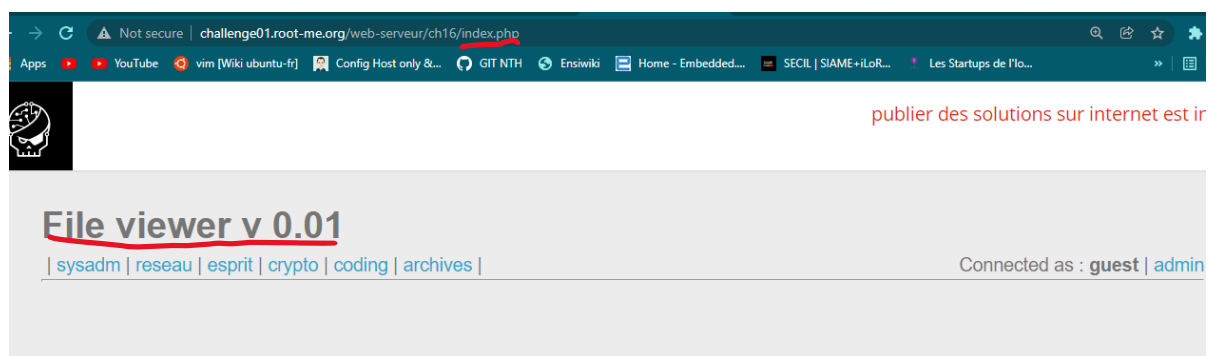 Not secure | challenge01.root-me.org/web-serveur/ch16/index.php
Apps YouTube vim [Wiki ubuntu-fr] Config Host only &... GIT NTH Ensiwiki Home - Embedded.... SECIL | SIAME+iLoR... Les Startups de l'Io... »
publier des solutions sur internet est in
File viewer v 0.01
| sysadm | reseau | esprit | crypto | coding | archives | Connected as : guest | admin